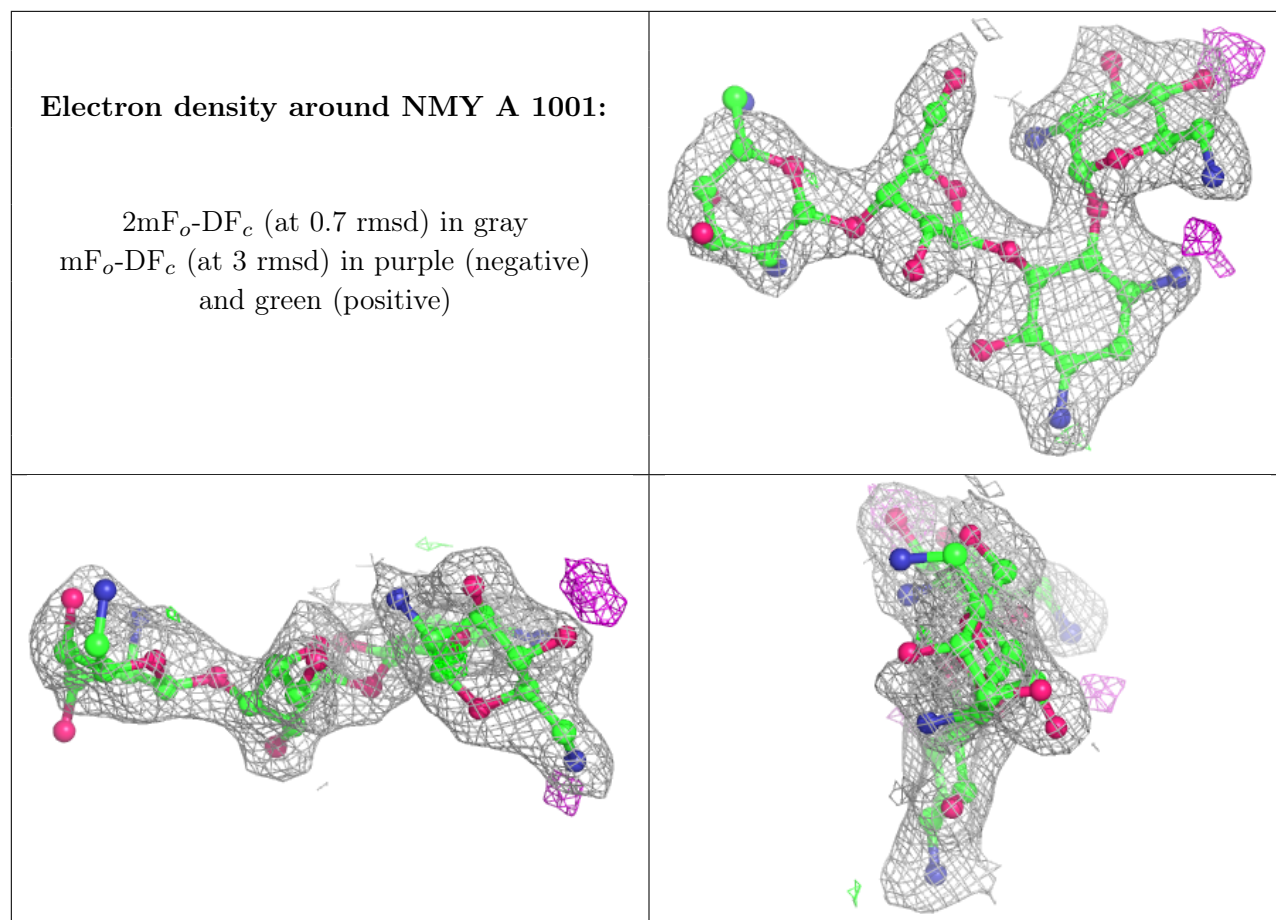 Electron density around NMY A 1001:
2mFo-DFc (at 0.7 rmsd) in gray
mFo-DFc (at 3 rmsd) in purple (negative)
and green (positive)